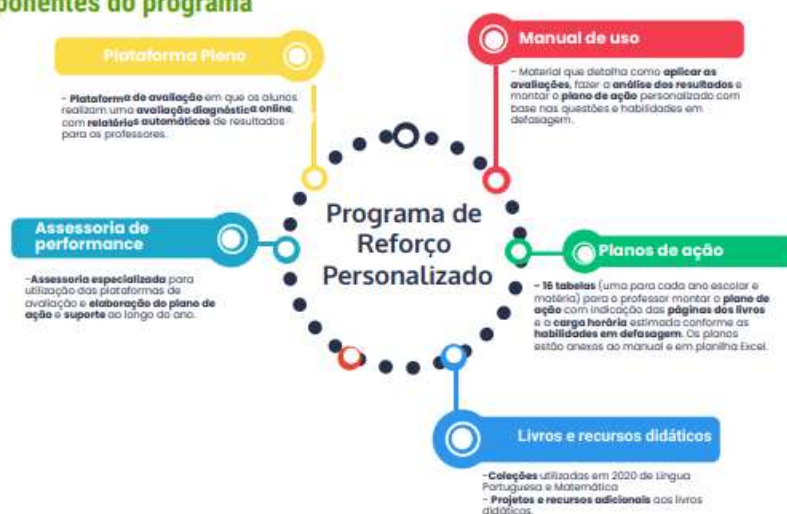 ponentes do programa
Plataforma Pleno
- Plataforma de avaliação em que os alunos
realizam uma avaliação diagnóstica online,
com relatórios automáticos de resultados
para os professores.
Manual de uso
- Material que detalha como aplicar as
avaliações, fazer a análise dos resultados e
montar o plano de ação personalizado com
base nas questões e habilidades em
defasagem.
Programa de
Reforço
Personalizado
Assessoria de
performance
-Assessoria especializada para
utilização das plataformas de
avaliação e elaboração do plano de
ação e suporte ao longo do ano.
Planos de ação
- 16 tabelas (uma para cada ano escolar e
matéria) para o professor montar o plano de
ação com indicação das páginas dos livros
e a carga horária estimada conforme as
habilidades em defasagem. Os planos
estão anexos ao manual e em planilha Excel.
Livros e recursos didáticos
-Coleções utilizadas em 2020 de Língua
Portuguesa e Matemática
- Projetos e recursos adicionais aos livros
didáticos.